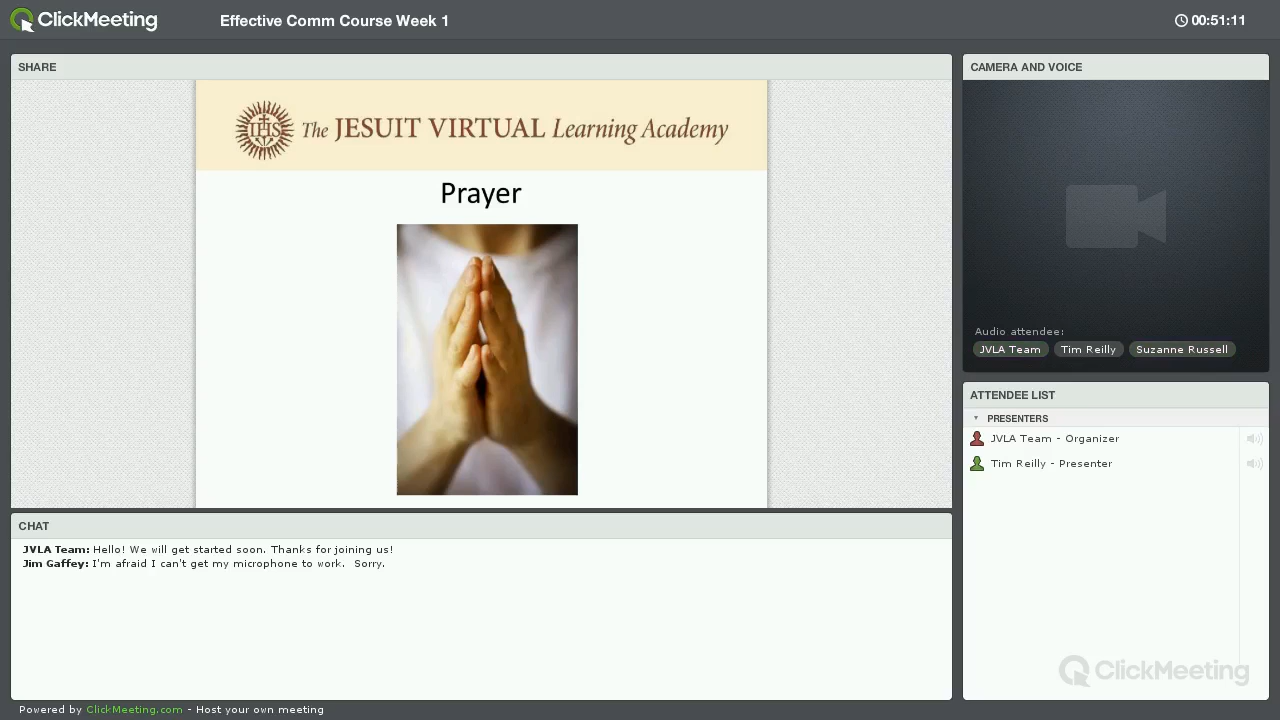 ClickMeeting
Effective Comm Course Week 1
00:51:11
SHARE
IHS The JESUIT VIRTUAL Learning Academy
Prayer
CAMERA AND VOICE
Audio attendee:
JVLA Team Tim Reilly Suzanne Russell
ATTENDEE LIST
PRESENTERS
JVLA Team - Organizer
Tim Reilly - Presenter
ClickMeeting
CHAT
JVLA Team: Hello! We will get started soon. Thanks for joining us!
Jim Gaffey: I'm afraid I can't get my microphone to work. Sorry.
Powered by ClickMeeting.com - Host your own meeting